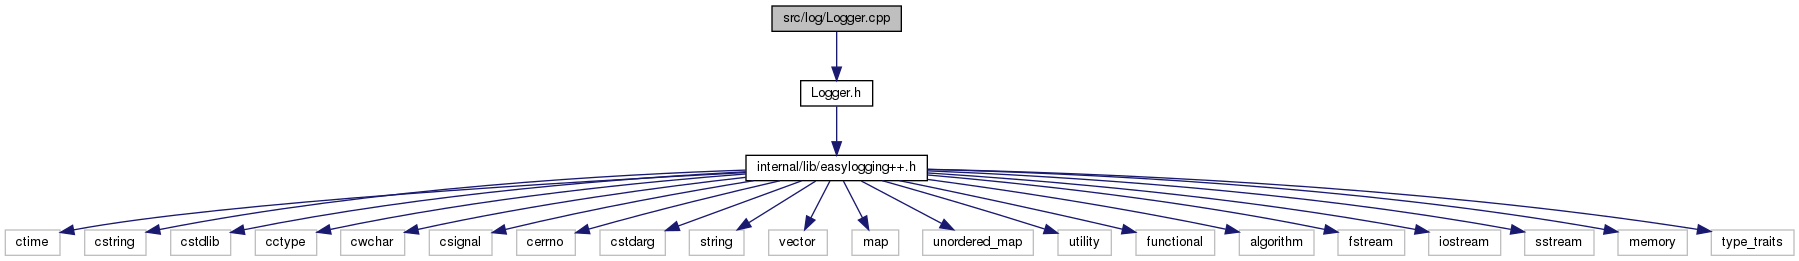 src/log/Logger.cpp
Logger.h
internal/lib/easylogging++.h
ctime
cstring
cstdlib
cctype
cwchar
csignal
cerrno
cstdarg
string
vector
map
unordered_map
utility
functional
algorithm
fstream
iostream
sstream
memory
type_traits